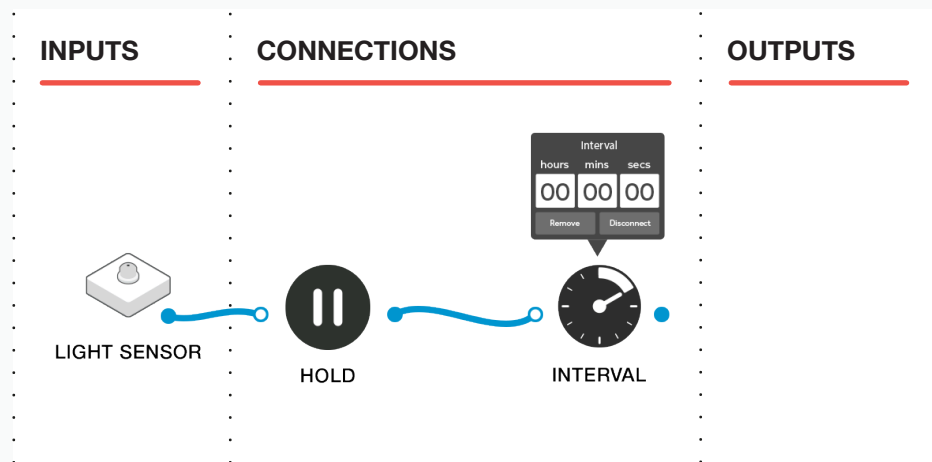 INPUTS
CONNECTIONS
OUTPUTS
Interval
hours mins secs
00 00 00
Remove Disconnect
LIGHT SENSOR
HOLD
INTERVAL